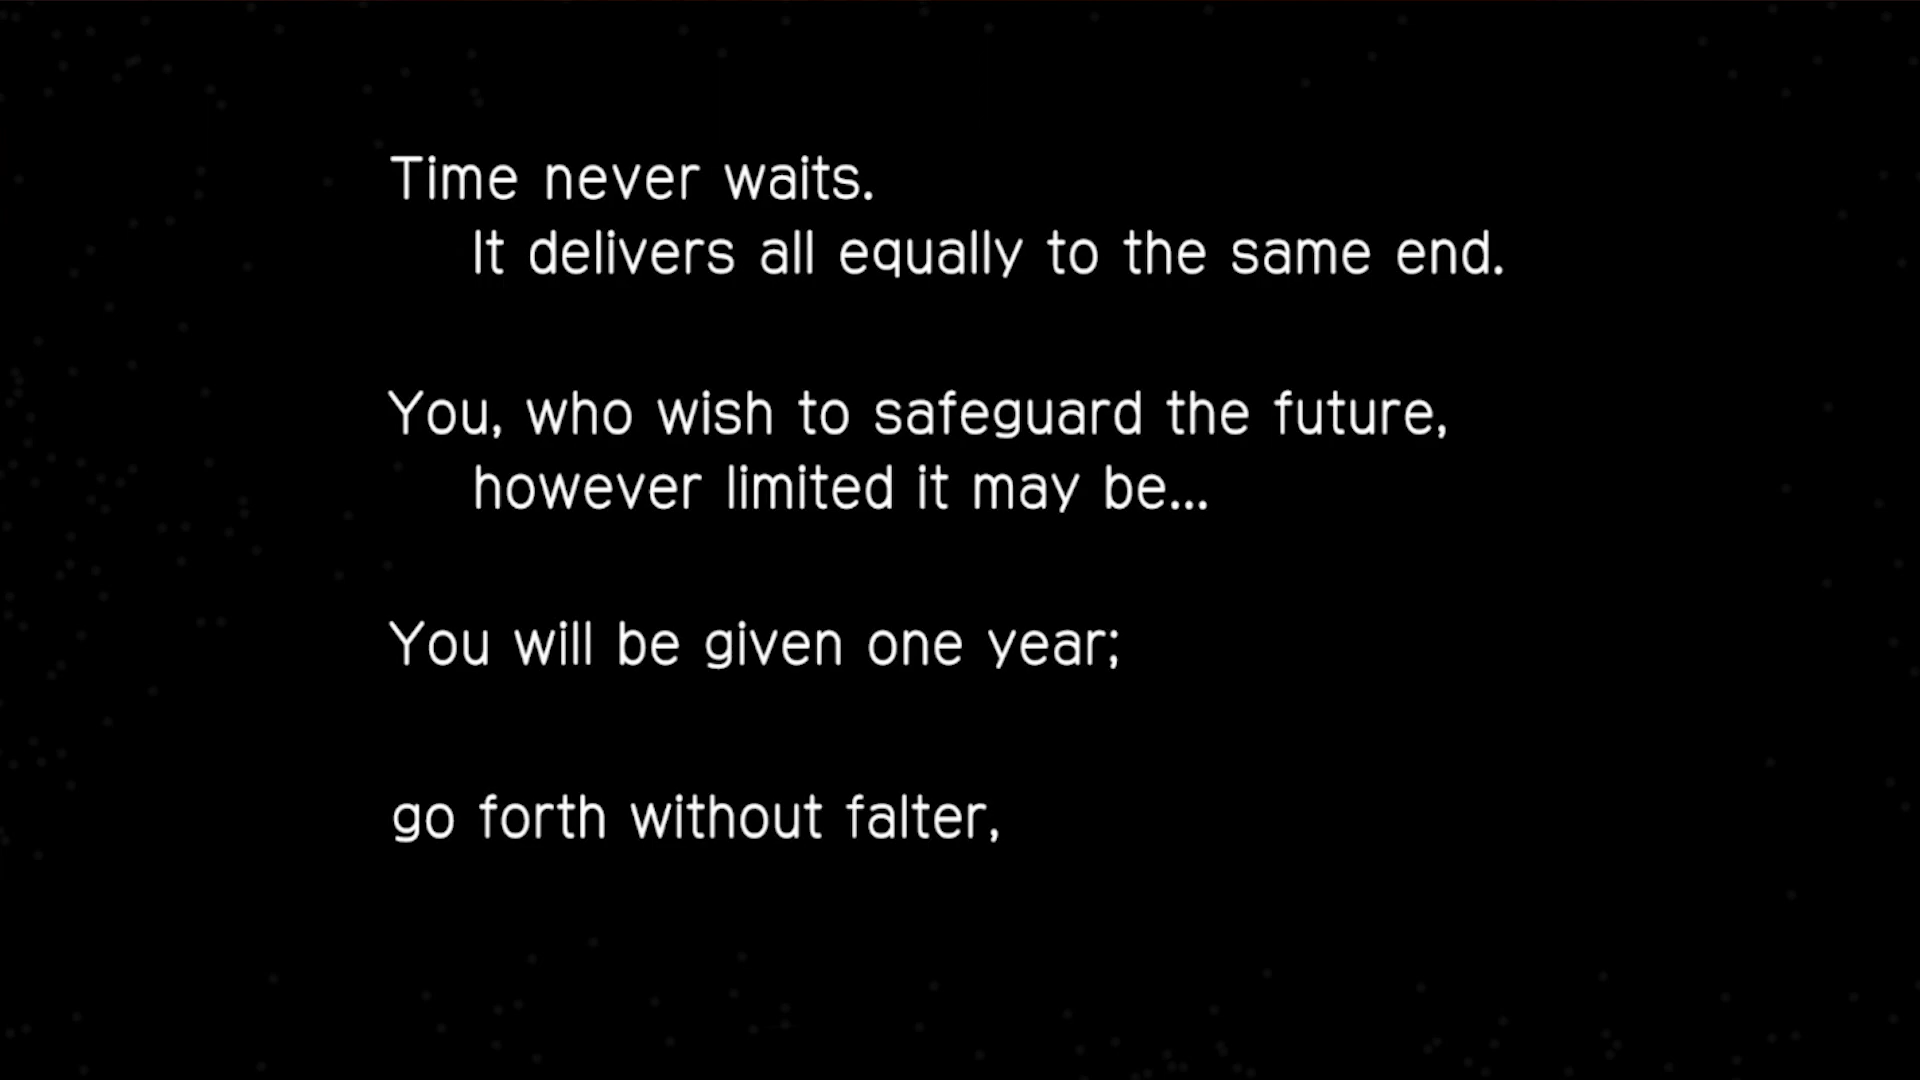 Time never waits.
It delivers all equally to the same end.
You, who wish to safeguard the future,
however limited it may be...
You will be given one year;
go forth without falter,